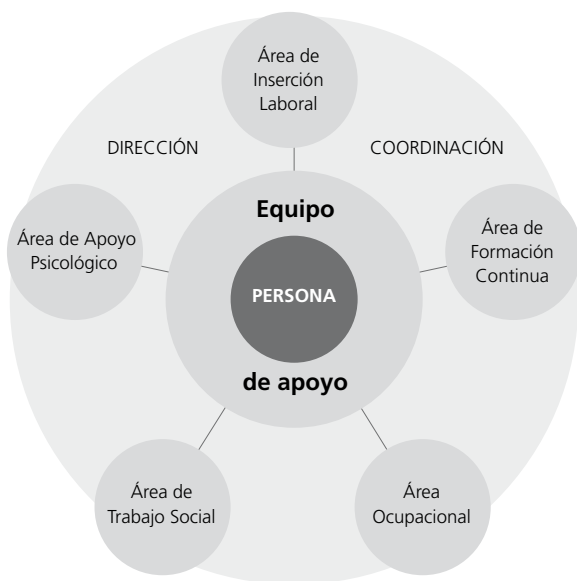 Área de
Inserción
Laboral
DIRECCIÓN
COORDINACIÓN
Equipo
Área de Apoyo
Psicológico
Área de
Formación
Continua
PERSONA
de apoyo
Área de
Trabajo Social
Área
Ocupacional